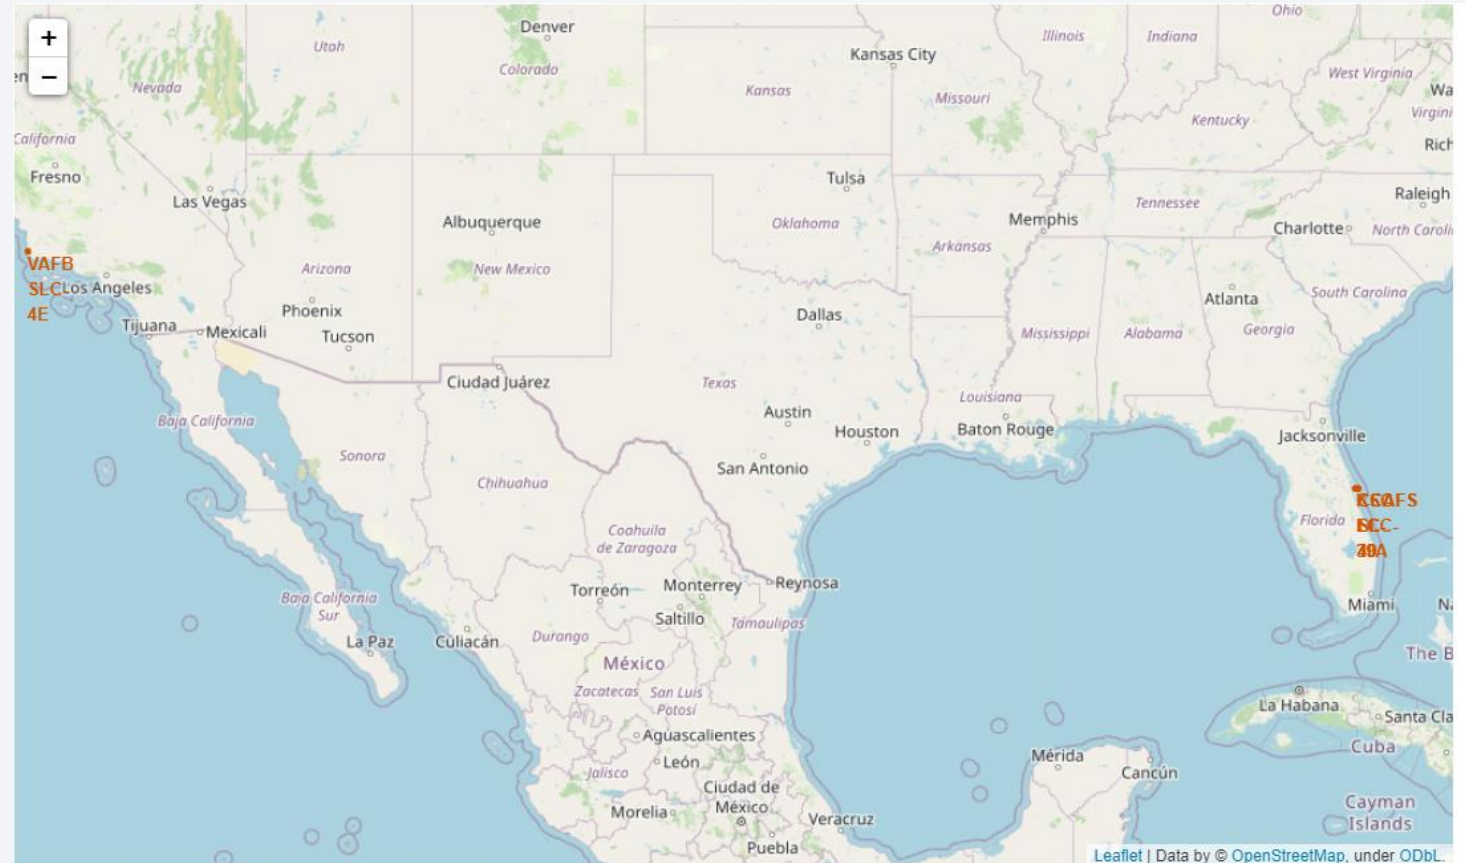 +
−
Denver
Utah
Colorado
Nevada
Kansas City
Kansas
Missouri
Illinois
Indiana
Ohio
West Virginia
Kentucky
California
Fresno
Las Vegas
Albuquerque
New Mexico
Arizona
Phoenix
Tucson
Tulsa
Oklahoma
Memphis
Arkansas
Tennessee
Raleigh
Charlotte
North Caroli
South Carolina
Atlanta
Georgia
Alabama
Mississippi
Dallas
VAFB
SLC-
4E
Los Angeles
Tijuana
Mexicali
Ciudad Juárez
Texas
Austin
Houston
San Antonio
Louisiana
Baton Rouge
Jacksonville
Baja California
Sonora
Chihuahua
Coahuila
de Zaragoza
Florida
Miami
Torreón
Monterrey
Reynosa
Saltillo
Tamaulipas
Baja California
Sur
La Paz
Culiacán
Durango
México
Zacatecas
San Luis
Potosí
The B
La Habana
Santa Cla
Cuba
Aguascalientes
León
Jalisco
Ciudad de
México
Morelia
Veracruz
Puebla
Mérida
Cancún
Cayman
Islands
Leaflet | Data by © OpenStreetMap, under ODbL.